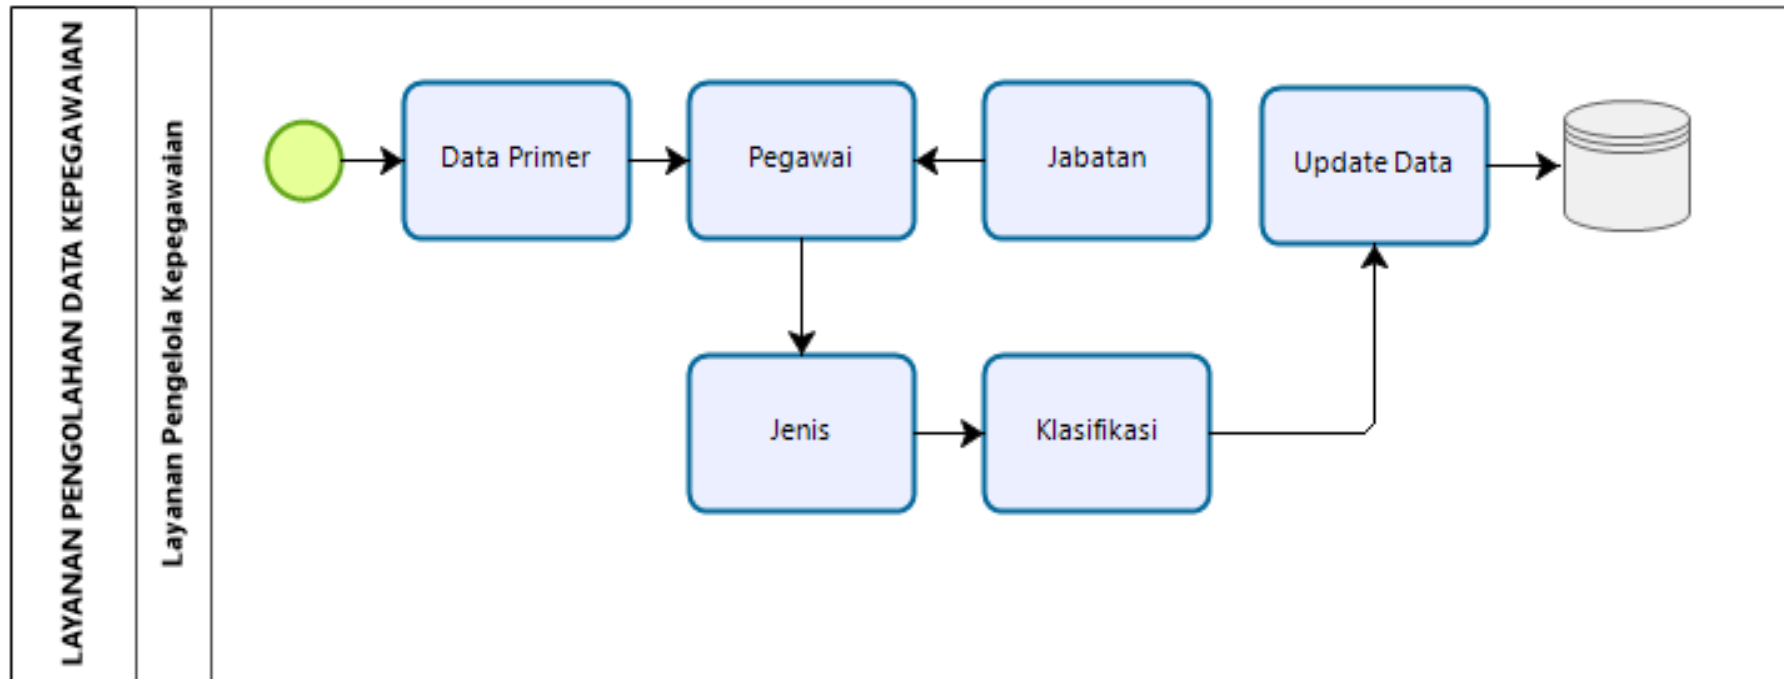 LAYANAN PENGOLAHAN DATA KEPEGAWAIAN
Layanan Pengelola Kepegawaian
Data Primer
Pegawai
Jabatan
Update Data
Jenis
Klasifikasi